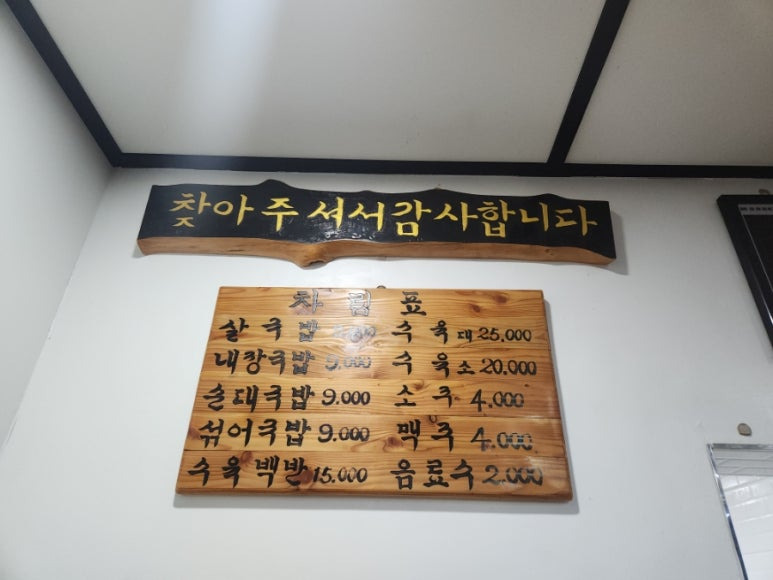 찾아주셔서감사합니다
차림표
살국밥 수육대 25,000
내장국밥 9,000 수육소 20,000
순대국밥 9,000 소주 4,000
섞어국밥 9,000 맥주 4,000
수육백반 15,000 음료수 2,000